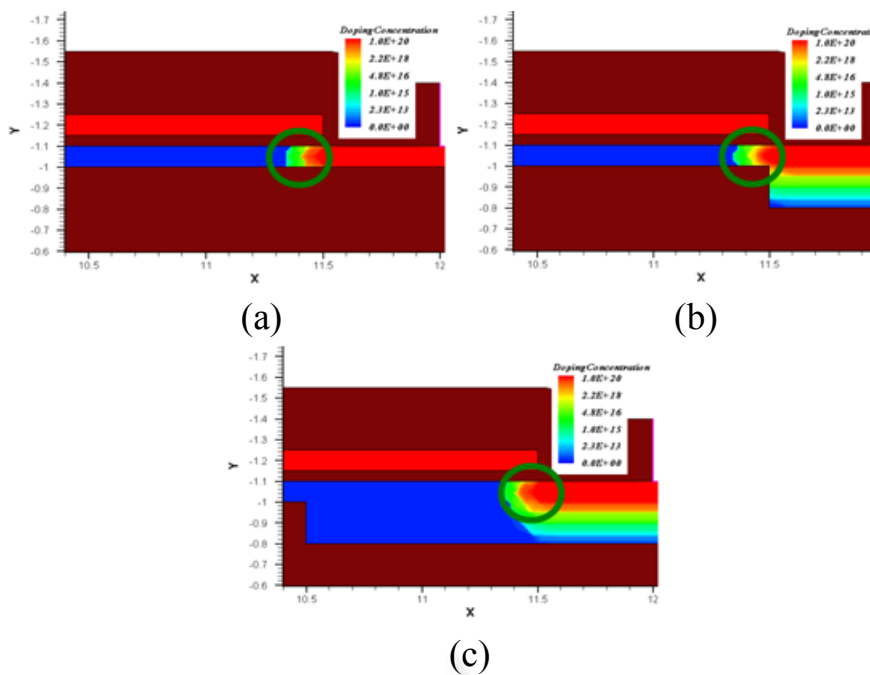 DopingConcentration
1.0E+20
2.2E+18
4.8E+16
1.0E+15
2.3E+13
0.0E+00
-1.7
-1.6
-1.5
-1.4
-1.3
-1.2
-1.1
-1
-0.9
-0.8
-0.7
-0.6
Y
10.5 11 11.5 12
X
(a)
DopingConcentration
1.0E+20
2.2E+18
4.8E+16
1.0E+15
2.3E+13
0.0E+00
-1.7
-1.6
-1.5
-1.4
-1.3
-1.2
-1.1
-1
-0.9
-0.8
-0.7
-0.6
Y
10.5 11 11.5
X
(b)
DopingConcentration
1.0E+20
2.2E+18
4.8E+16
1.0E+15
2.3E+13
0.0E+00
-1.7
-1.6
-1.5
-1.4
-1.3
-1.2
-1.1
-1
-0.9
-0.8
-0.7
-0.6
Y
10.5 11 11.5 12
X
(c)